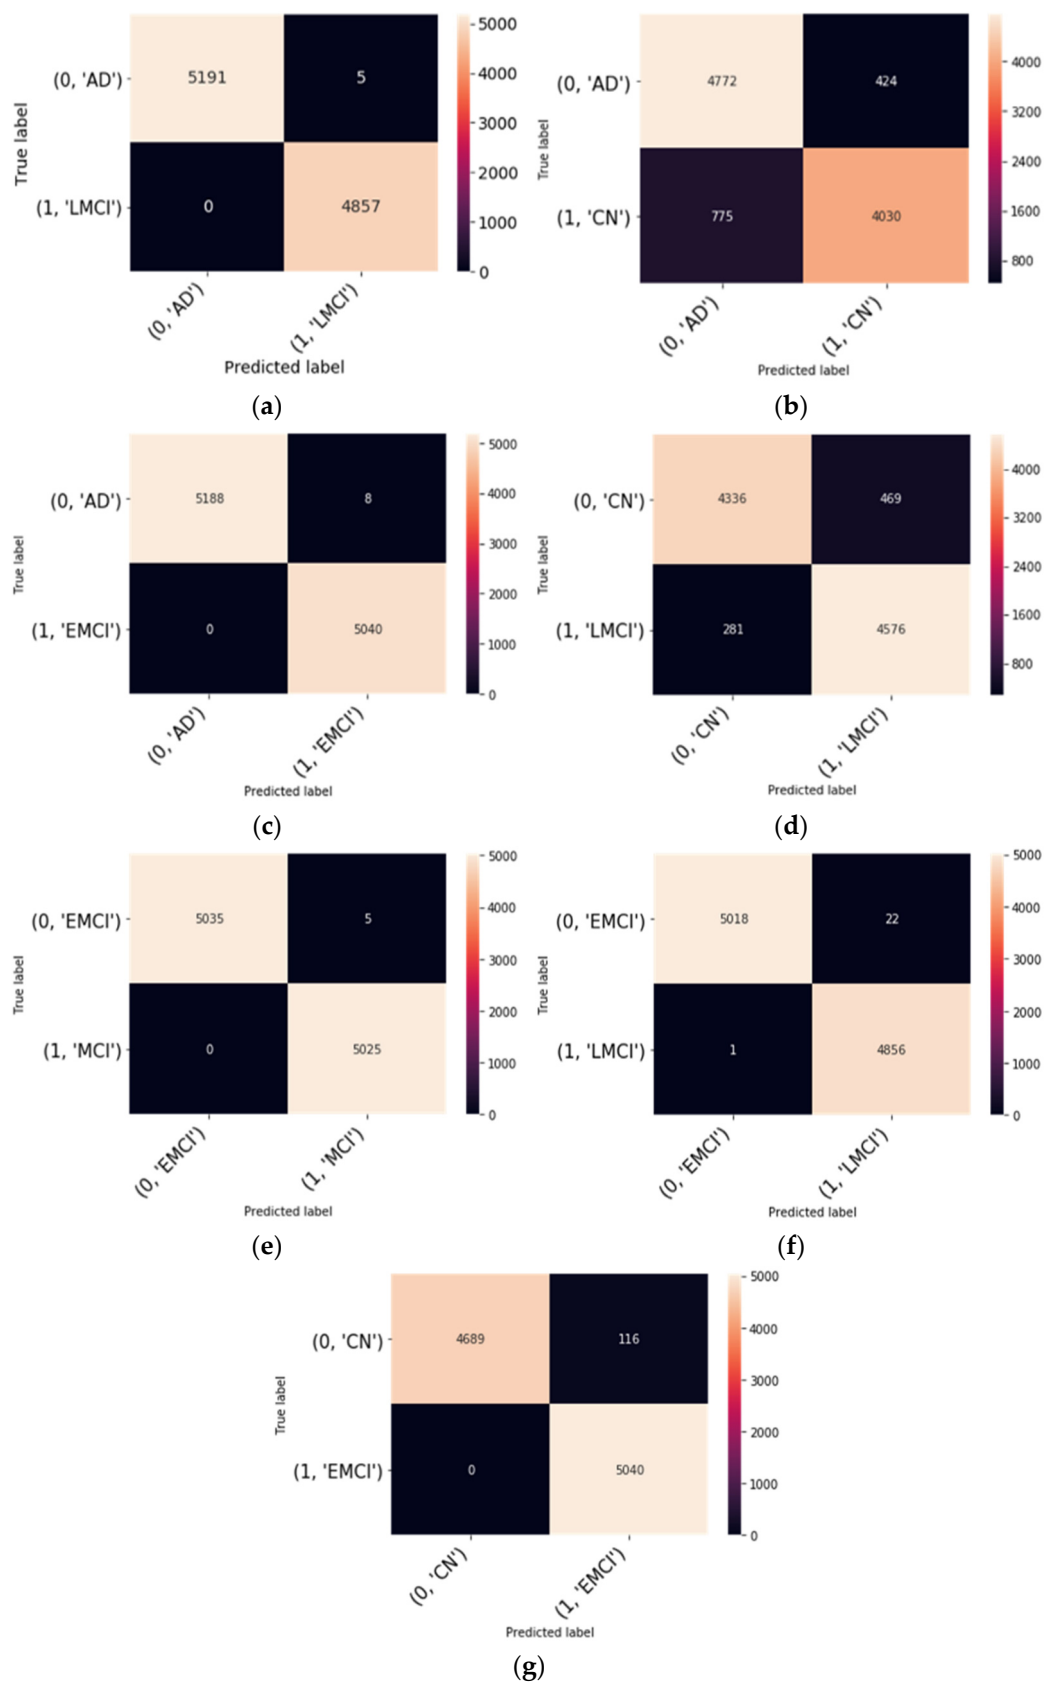 (0, 'AD') 5191 5
(1, 'LMCI') 0 4857
True label
5000
4000
3000
2000
1000
0
(0, 'AD') (1, 'LMCI')
Predicted label
(a)
(0, 'AD') 4772 424
(1, 'CN') 775 4030
True label
4000
3200
2400
1600
800
(0, 'AD') (1, 'CN')
Predicted label
(b)
(0, 'AD') 5188 8
(1, 'EMCI') 0 5040
True label
5000
4000
3000
2000
1000
0
(0, 'AD') (1, 'EMCI')
Predicted label
(c)
(0, 'CN') 4336 469
(1, 'LMCI') 281 4576
True label
4000
3200
2400
1600
800
(0, 'CN') (1, 'LMCI')
Predicted label
(d)
(0, 'EMCI') 5035 5
(1, 'MCI') 0 5025
True label
5000
4000
3000
2000
1000
0
(0, 'EMCI') (1, 'MCI')
Predicted label
(e)
(0, 'EMCI') 5018 22
(1, 'LMCI') 1 4856
True label
5000
4000
3000
2000
1000
0
(0, 'EMCI') (1, 'LMCI')
Predicted label
(f)
(0, 'CN') 4689 116
(1, 'EMCI') 0 5040
True label
5000
4000
3000
2000
1000
0
(0, 'CN') (1, 'EMCI')
Predicted label
(g)